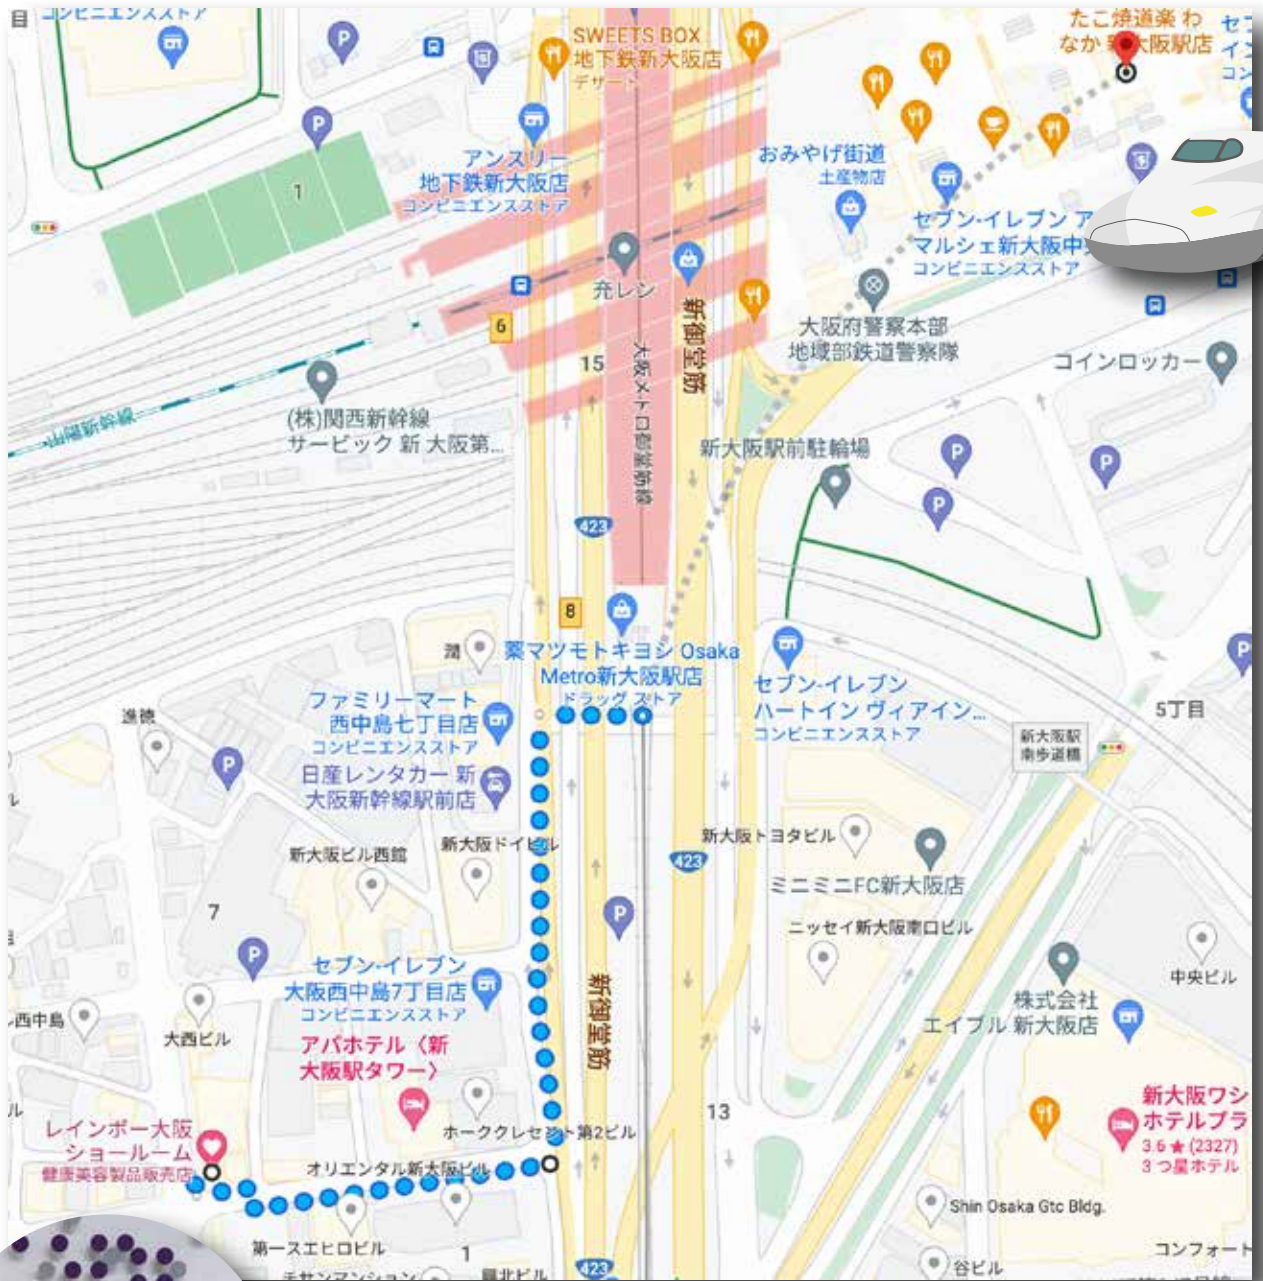 コンビニエンスストア
たこ焼道楽 わ
なか 新大阪駅店
SWEETS BOX
地下鉄新大阪店
デザート
P
P
P
アンスリー
地下鉄新大阪店
コンビニエンスストア
1
おみやげ街道
土産物店
セブン-イレブン ア
マルシェ新大阪中
コンビニエンスストア
充レン
新御堂筋
大阪メトロ御堂筋線
6
15
大阪府警察本部
地域部鉄道警察隊
コインロッカー
(株)関西新幹線
サービック 新 大阪第...
新大阪駅前駐輪場
P
P
P
423
8
潤
薬マツモトキヨシ Osaka
Metro新大阪駅店
ドラッグ ストア
セブン-イレブン
ハートイン ヴィアイン...
コンビニエンスストア
P
5丁目
新大阪駅
南歩道橋
進徳
P
ファミリーマート
西中島七丁目店
コンビニエンスストア
日産レンタカー 新
大阪新幹線駅前店
新大阪ビル西館
新大阪ドイビル
新大阪トヨタビル
423
ミニミニFC新大阪店
7
P
P
ニッセイ新大阪南口ビル
中央ビル
セブン-イレブン
大阪西中島7丁目店
コンビニエンスストア
新御堂筋
株式会社
エイブル 新大阪店
西中島
大西ビル
アパホテル〈新
大阪駅タワー〉
ホーククレセント第2ビル
13
新大阪ワシ
ホテルプラ
3.6★(2327)
3 つ星ホテル
レインボー大阪
ショールーム
健康美容製品販売店
オリエンタル新大阪ビル
Shin Osaka Gtc Bldg.
第一スエヒロビル
1
コンフォート
チサンマンション
423
谷ビル